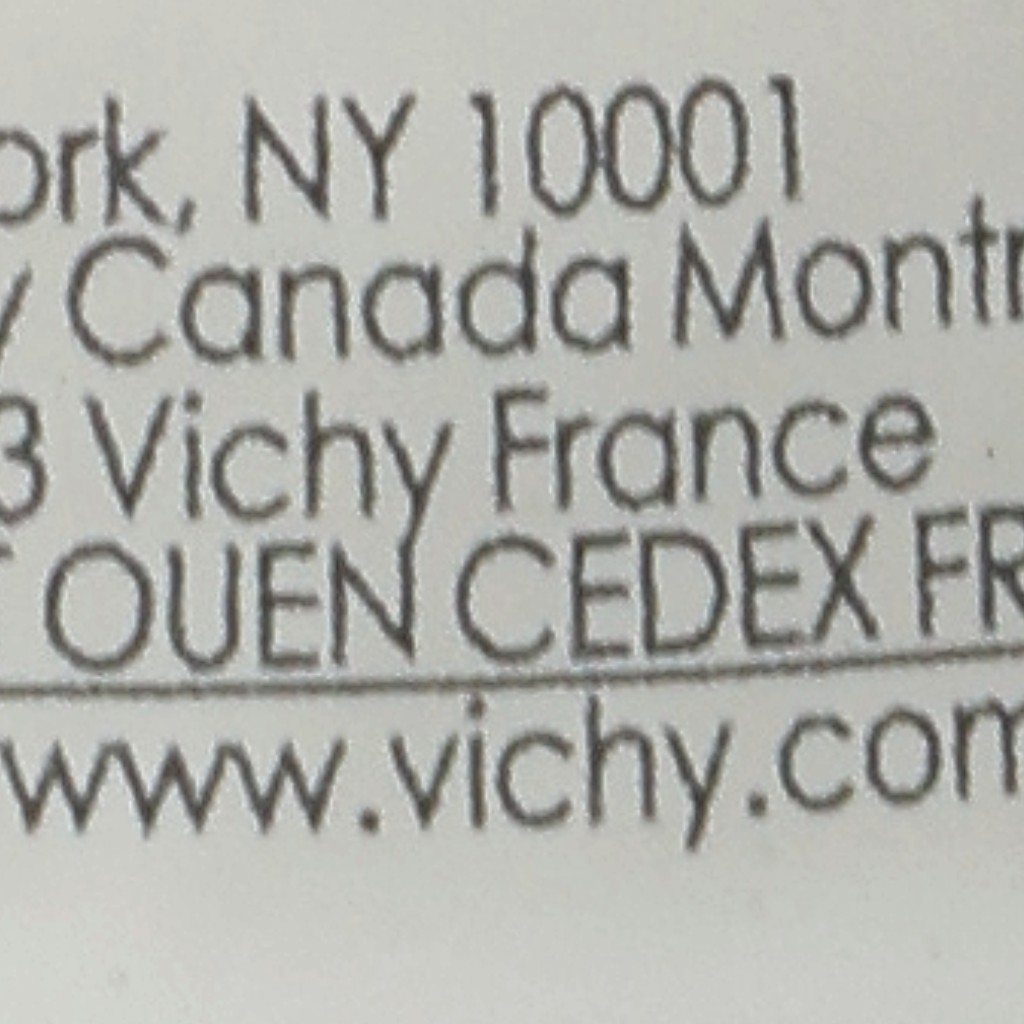 ork, NY 10001
y Canada Montr
3 Vichy France
OUEN CEDEX FR
www.vichy.com